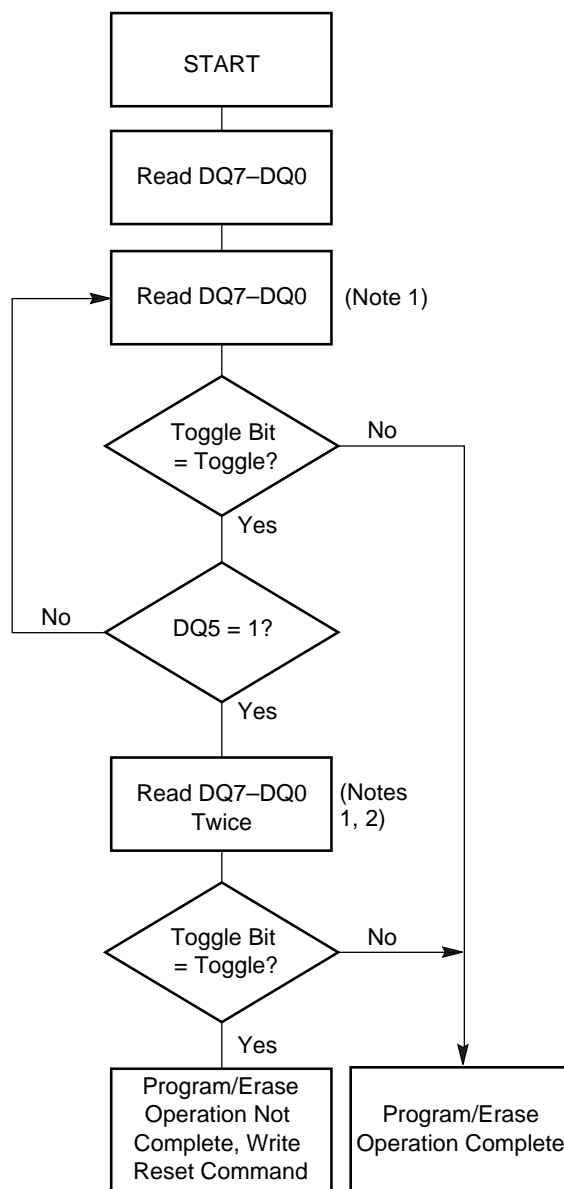 START
Read DQ7–DQ0
Read DQ7–DQ0
(Note 1)
Toggle Bit
= Toggle?
No
Yes
No
DQ5 = 1?
Yes
Read DQ7–DQ0
Twice
(Notes
1, 2)
Toggle Bit
= Toggle?
No
Yes
Program/Erase
Operation Not
Complete, Write
Reset Command
Program/Erase
Operation Complete